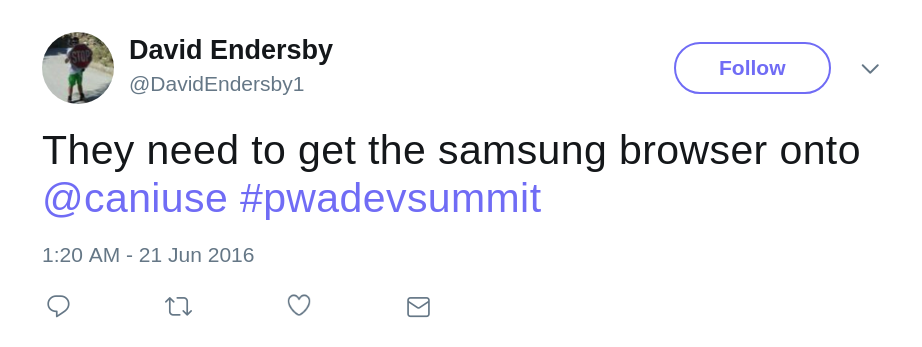 David Endersby
@DavidEndersby1
Follow
They need to get the samsung browser onto
@caniuse #pwadevsummit
1:20 AM - 21 Jun 2016